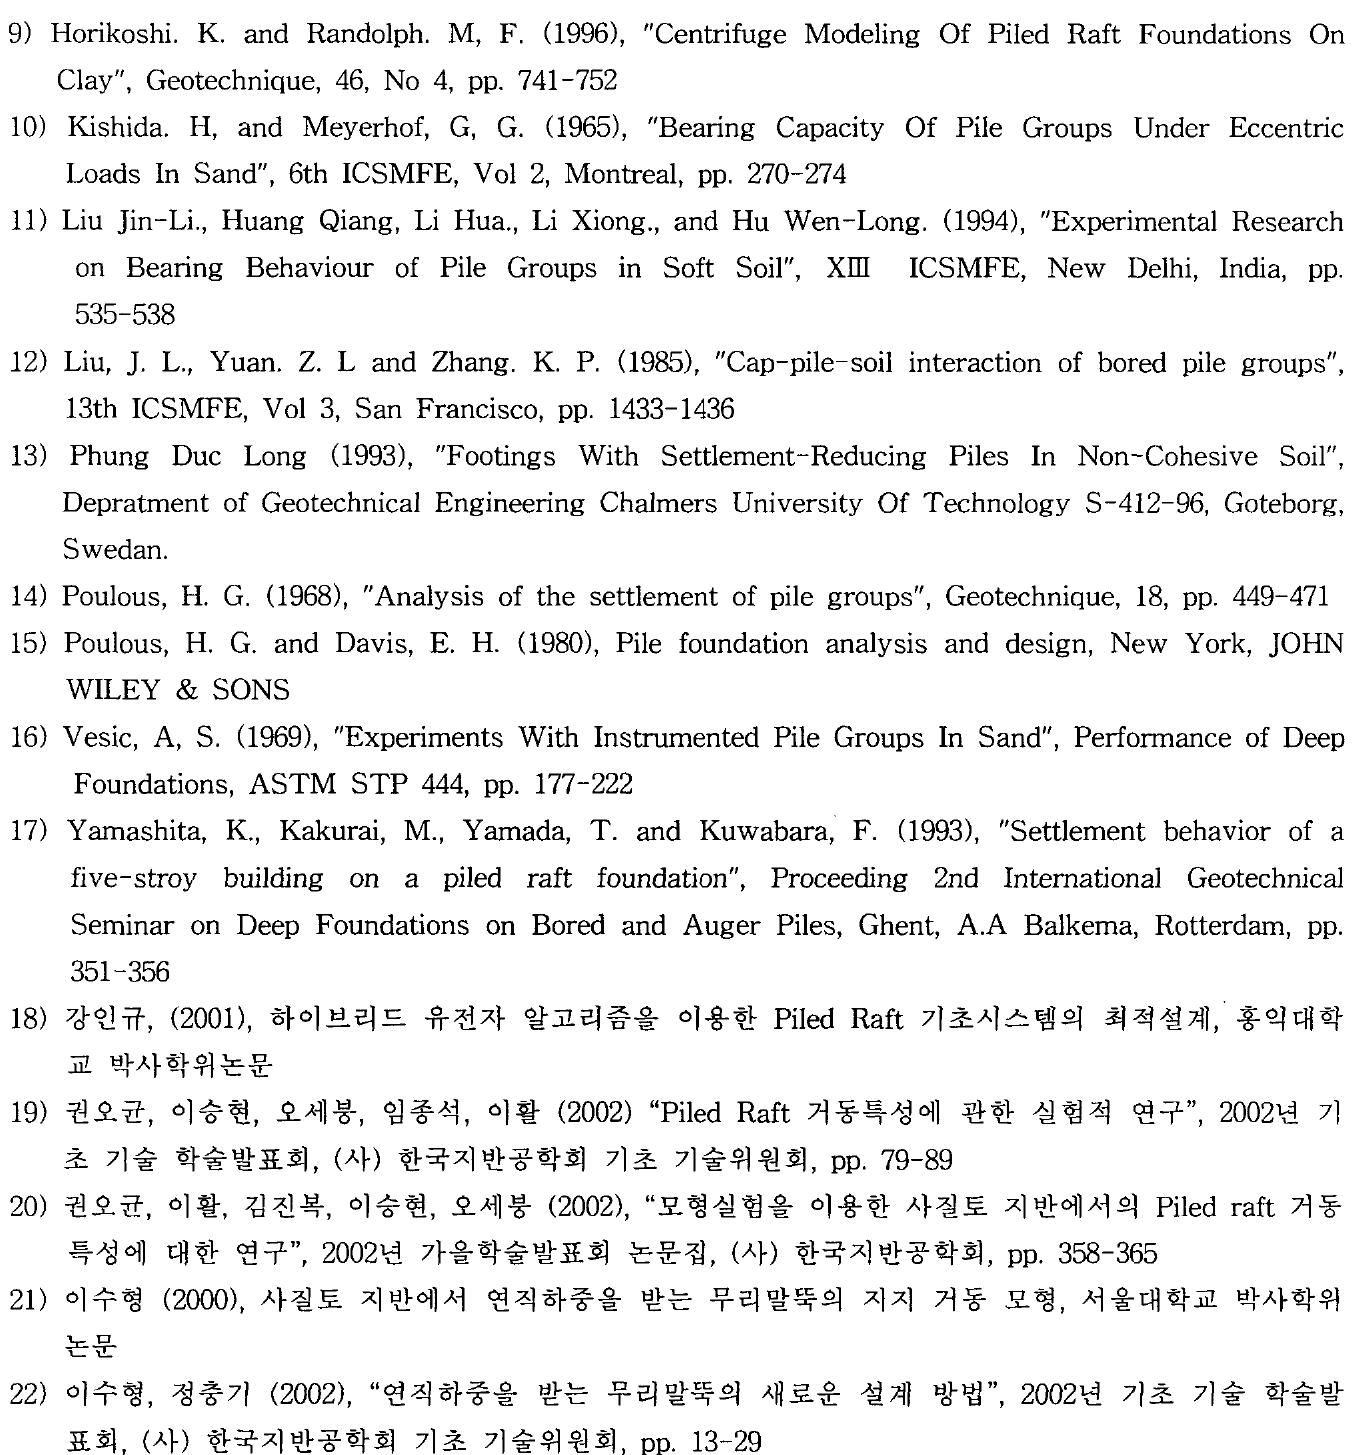 9) Horikoshi. K. and Randolph. M, F. (1996), "Centrifuge Modeling Of Piled Raft Foundations On
Clay", Geotechnique, 46, No 4, pp. 741-752
10) Kishida. H, and Meyerhof, G, G. (1965), "Bearing Capacity Of Pile Groups Under Eccentric
Loads In Sand", 6th ICSMFE, Vol 2, Montreal, pp. 270-274
11) Liu Jin-Li., Huang Qiang, Li Hua., Li Xiong., and Hu Wen-Long. (1994), "Experimental Research
on Bearing Behaviour of Pile Groups in Soft Soil", XⅢ ICSMFE, New Delhi, India, pp.
535-538
12) Liu, J. L., Yuan. Z. L and Zhang. K. P. (1985), "Cap-pile-soil interaction of bored pile groups",
13th ICSMFE, Vol 3, San Francisco, pp. 1433-1436
13) Phung Duc Long (1993), "Footings With Settlement-Reducing Piles In Non-Cohesive Soil",
Depratment of Geotechnical Engineering Chalmers University Of Technology S-412-96, Goteborg,
Swedan.
14) Poulous, H. G. (1968), "Analysis of the settlement of pile groups", Geotechnique, 18, pp. 449-471
15) Poulous, H. G. and Davis, E. H. (1980), Pile foundation analysis and design, New York, JOHN
WILEY & SONS
16) Vesic, A, S. (1969), "Experiments With Instrumented Pile Groups In Sand", Performance of Deep
Foundations, ASTM STP 444, pp. 177-222
17) Yamashita, K., Kakurai, M., Yamada, T. and Kuwabara, F. (1993), "Settlement behavior of a
five-stroy building on a piled raft foundation", Proceeding 2nd International Geotechnical
Seminar on Deep Foundations on Bored and Auger Piles, Ghent, A.A Balkema, Rotterdam, pp.
351-356
18) 강인규, (2001), 하이브리드 유전자 알고리즘을 이용한 Piled Raft 기초시스템의 최적설계, 홍익대학
교 박사학위논문
19) 권오균, 이승현, 오세붕, 임종석, 이활 (2002) “Piled Raft 거동특성에 관한 실험적 연구”, 2002년 기
초 기술 학술발표회, (사) 한국지반공학회 기초 기술위원회, pp. 79-89
20) 권오균, 이활, 김진복, 이승현, 오세붕 (2002), “모형실험을 이용한 사질토 지반에서의 Piled raft 거동
특성에 대한 연구”, 2002년 가을학술발표회 논문집, (사) 한국지반공학회, pp. 358-365
21) 이수형 (2000), 사질토 지반에서 연직하중을 받는 무리말뚝의 지지 거동 모형, 서울대학교 박사학위
논문
22) 이수형, 정충기 (2002), “연직하중을 받는 무리말뚝의 새로운 설계 방법”, 2002년 기초 기술 학술발
표회, (사) 한국지반공학회 기초 기술위원회, pp. 13-29